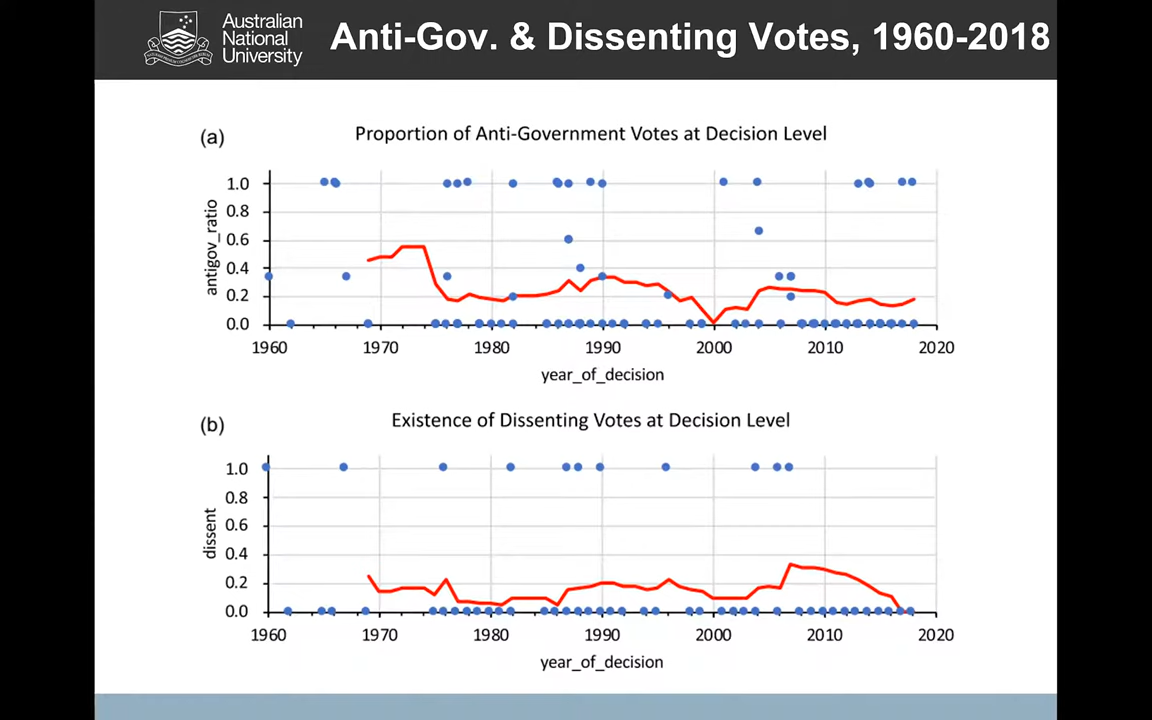 Australian
National
University
Anti-Gov. & Dissenting Votes, 1960-2018
(a)
Proportion of Anti-Government Votes at Decision Level
antigov_ratio
1.0
0.8
0.6
0.4
0.2
0.0
1960 1970 1980 1990 2000 2010 2020
year_of_decision
(b)
Existence of Dissenting Votes at Decision Level
dissent
1.0
0.8
0.6
0.4
0.2
0.0
1960 1970 1980 1990 2000 2010 2020
year_of_decision